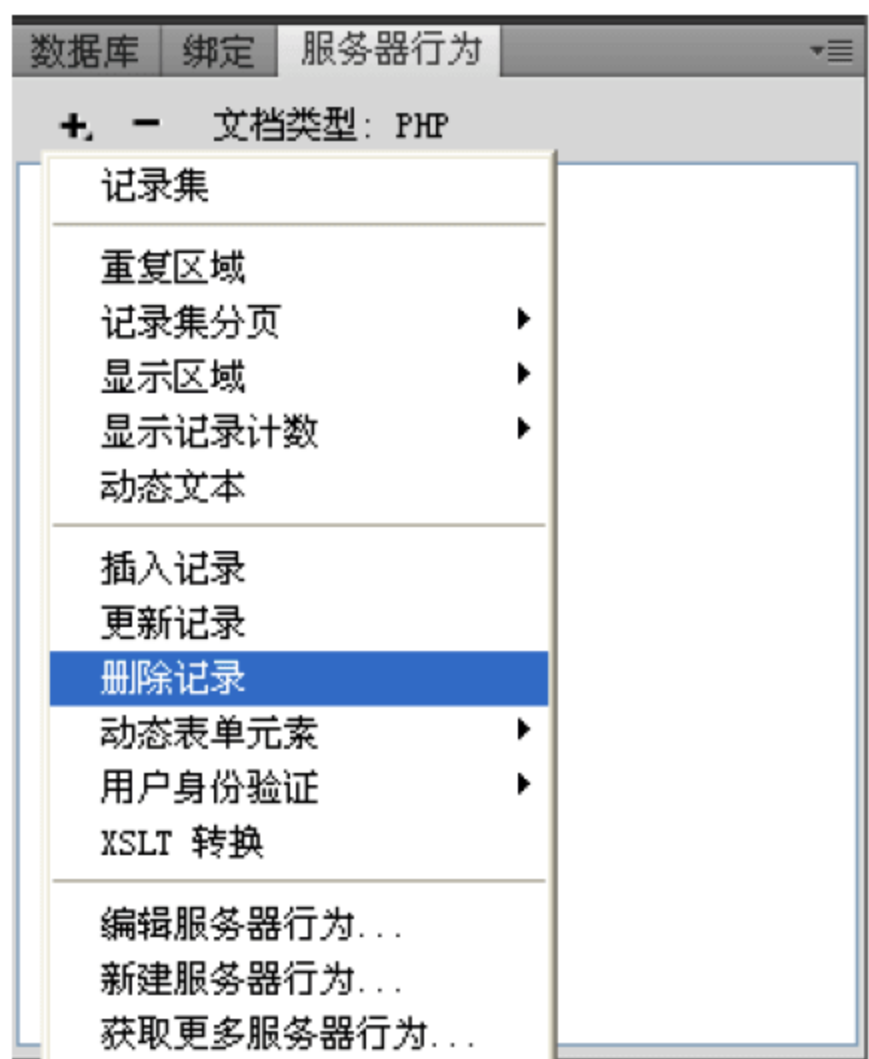 数据库 绑定 服务器行为
文档类型: PHP
记录集
重复区域
记录集分页
显示区域
显示记录计数
动态文本
插入记录
更新记录
删除记录
动态表单元素
用户身份验证
XSLT 转换
编辑服务器行为...
新建服务器行为...
获取更多服务器行为...